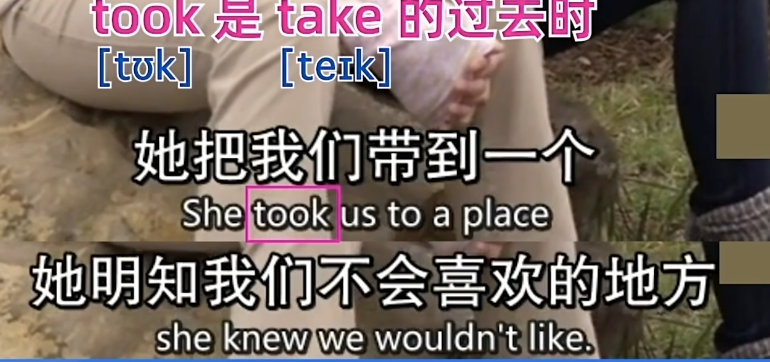 took 是 take 的过去时
[tʊk] [teɪk]
她把我们带到一个
She took us to a place
她明知我们不会喜欢的地方
she knew we wouldn't like.